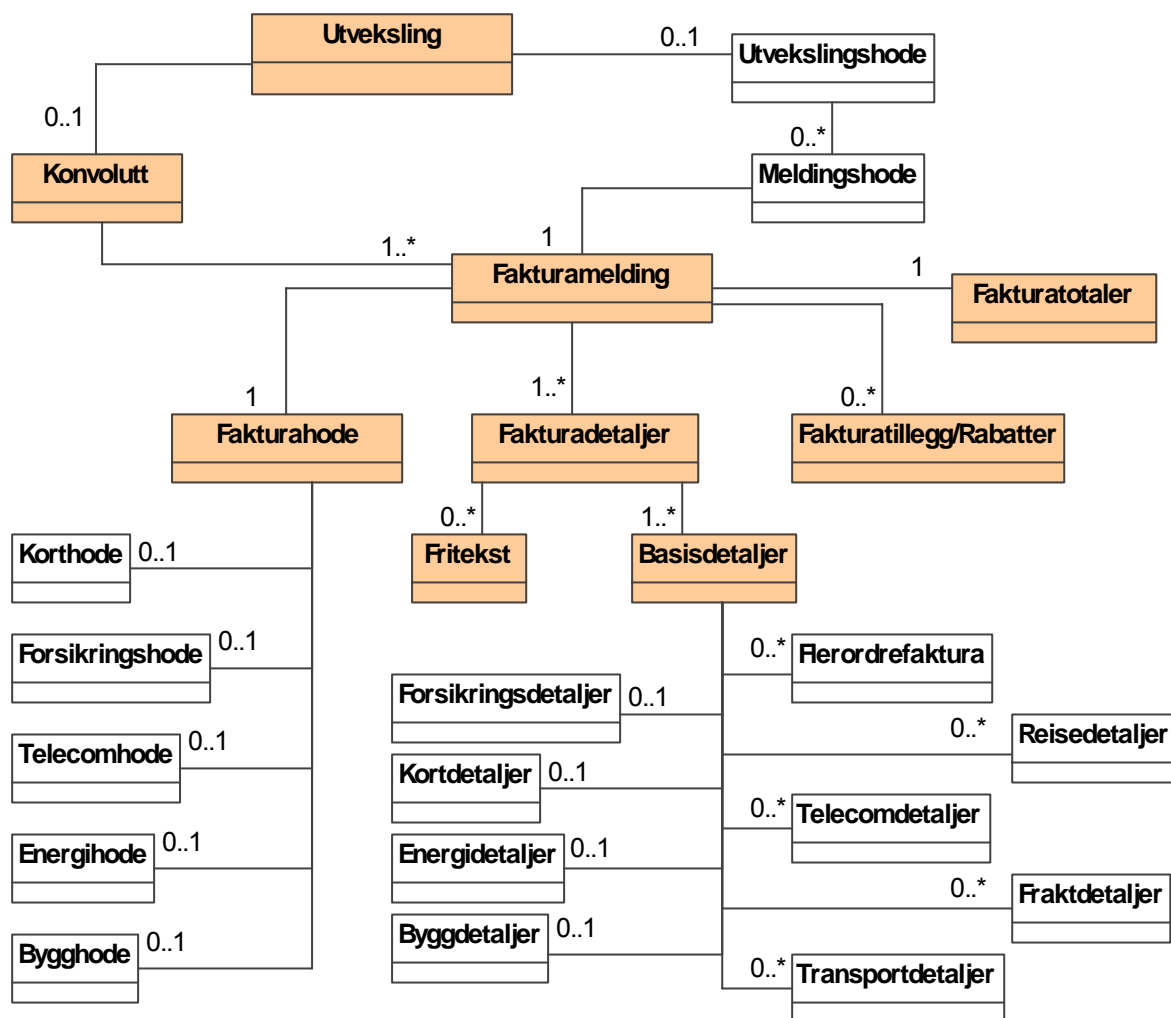 Utveksling
0..1
Utvekslingshode
0..1
0..*
Konvolutt
Meldingshode
1..*
1
1
Fakturamelding
Fakturatotaler
1
1..*
0..*
Fakturahode
Fakturadetaljer
Fakturatillegg/Rabatter
0..*
1..*
Korthode
0..1
Fritekst
Basisdetaljer
Forsikringshode
0..1
0..*
Flerordrefaktura
Forsikringsdetaljer
0..1
Telecomhode
0..1
0..*
Reisedetaljer
Kortdetaljer
0..1
0..*
Telecomdetaljer
Energihode
0..1
Energidetaljer
0..1
0..*
Fraktdetaljer
Bygghode
0..1
Byggdetaljer
0..1
0..*
Transportdetaljer